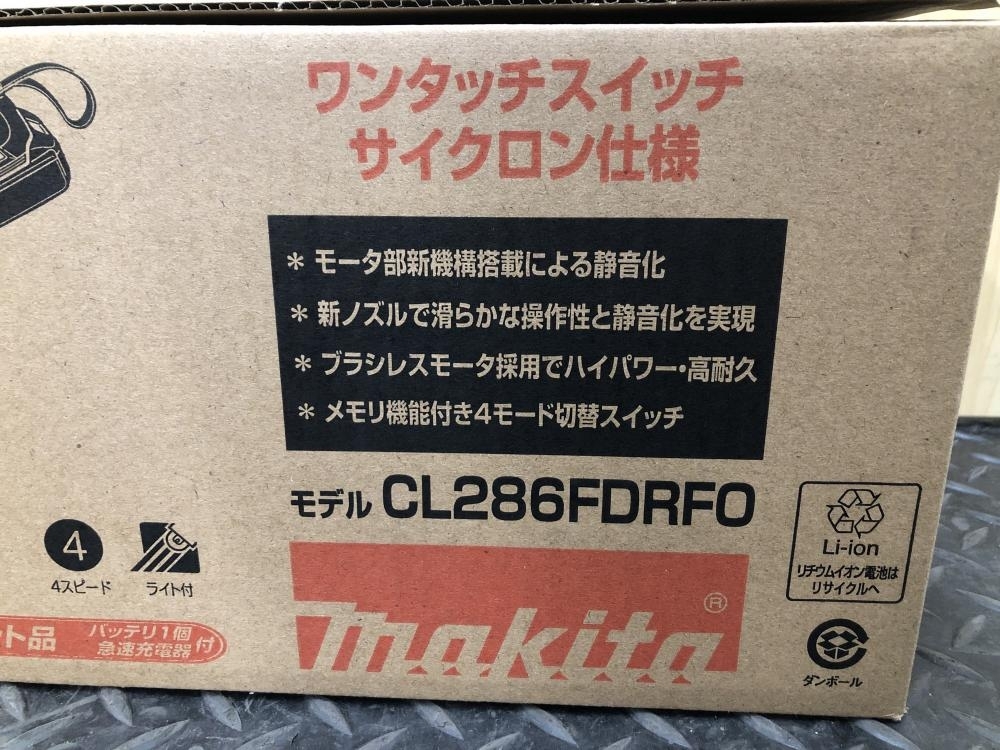 ワンタッチスイッチ
サイクロン仕様
＊ モータ部新機構搭載による静音化
＊ 新ノズルで滑らかな操作性と静音化を実現
＊ ブラシレスモータ採用でハイパワー・高耐久
＊ メモリ機能付き4モード切替スイッチ
モデル CL286FDRFO
4
4スピード
ライト付
ット品
バッテリ1個
急速充電器
付
makita®
Li-ion
リチウムイオン電池は
リサイクルへ
ダンボール